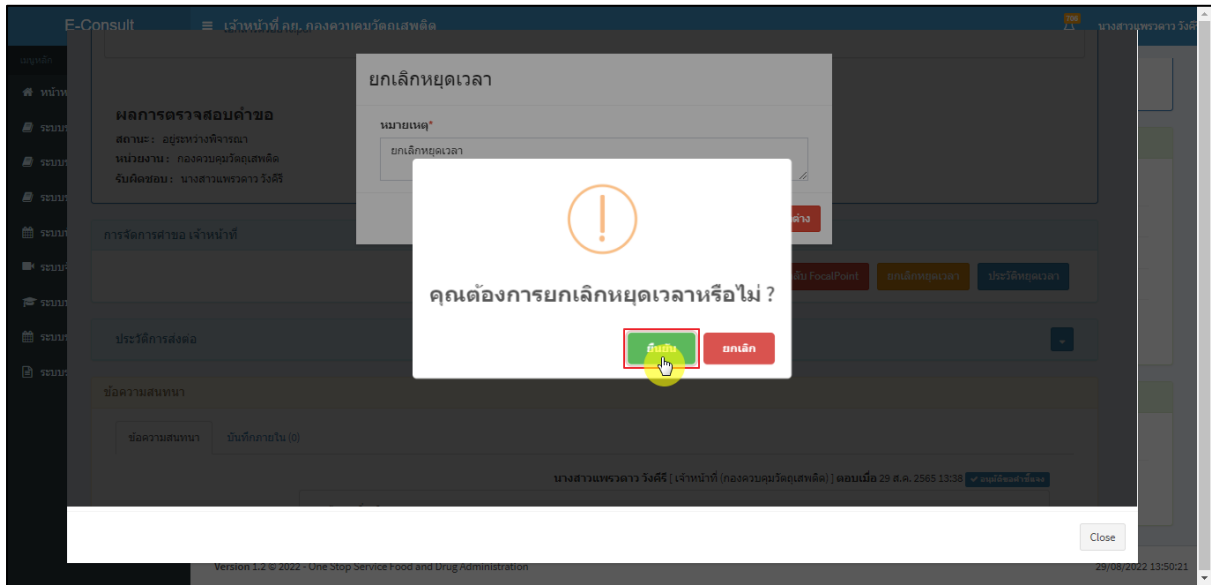 E-Consult
เจ้าหน้าที่ อย. กองควบคุมวัตถุเสพติด
708
นางสาวแพรวดาว วังคีรี
เมนูหลัก
ยกเลิกหยุดเวลา
หมายเหตุ*
ยกเลิกหยุดเวลา
ผลการตรวจสอบคำขอ
สถานะ : อยู่ระหว่างพิจารณา
หน่วยงาน : กองควบคุมวัตถุเสพติด
รับผิดชอบ : นางสาวแพรวดาว วังคีรี
การจัดการคำขอ เจ้าหน้าที่
FocalPoint
ยกเลิกหยุดเวลา
ประวัติหยุดเวลา
คุณต้องการยกเลิกหยุดเวลาหรือไม่ ?
ยืนยัน
ยกเลิก
ประวัติการส่งต่อ
ข้อความสนทนา
ข้อความสนทนา
บันทึกภายใน (0)
นางสาวแพรวดาว วังคีรี [ เจ้าหน้าที่ (กองควบคุมวัตถุเสพติด) ] ตอบเมื่อ 29 ส.ค. 2565 13:38
Close
Version 1.2 © 2022 - One Stop Service Food and Drug Administration
29/08/2022 13:50:21